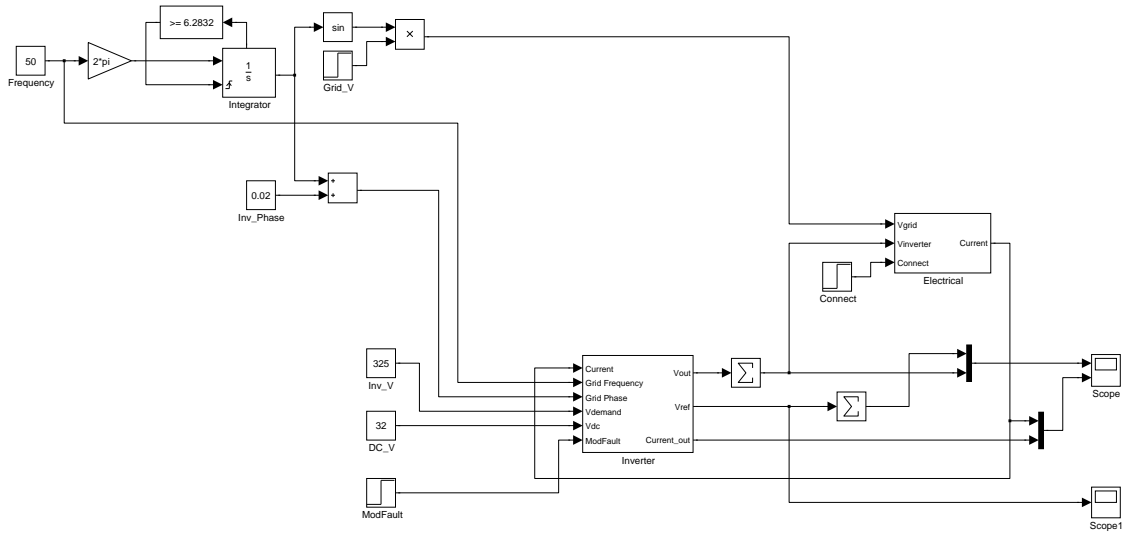 >= 6.2832
50
Frequency
2*pi
1
s
Integrator
sin
×
Grid_V
0.02
Inv_Phase
+
+
Vgrid
Vinverter
Connect
Current
Electrical
Connect
325
Inv_V
32
DC_V
ModFault
Current
Grid Frequency
Grid Phase
Vdemand
Vdc
ModFault
Vout
Vref
Current_out
Inverter
∑
∑
Scope
Scope1